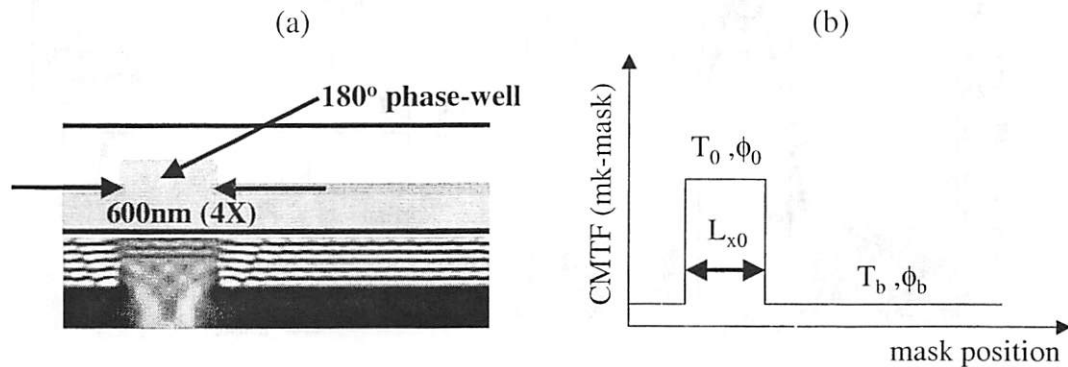 (a)
180° phase-well
600nm (4X)
(b)
CMTF (mk-mask)
T0 ,ϕ0
Lx0
Tb ,ϕb
mask position